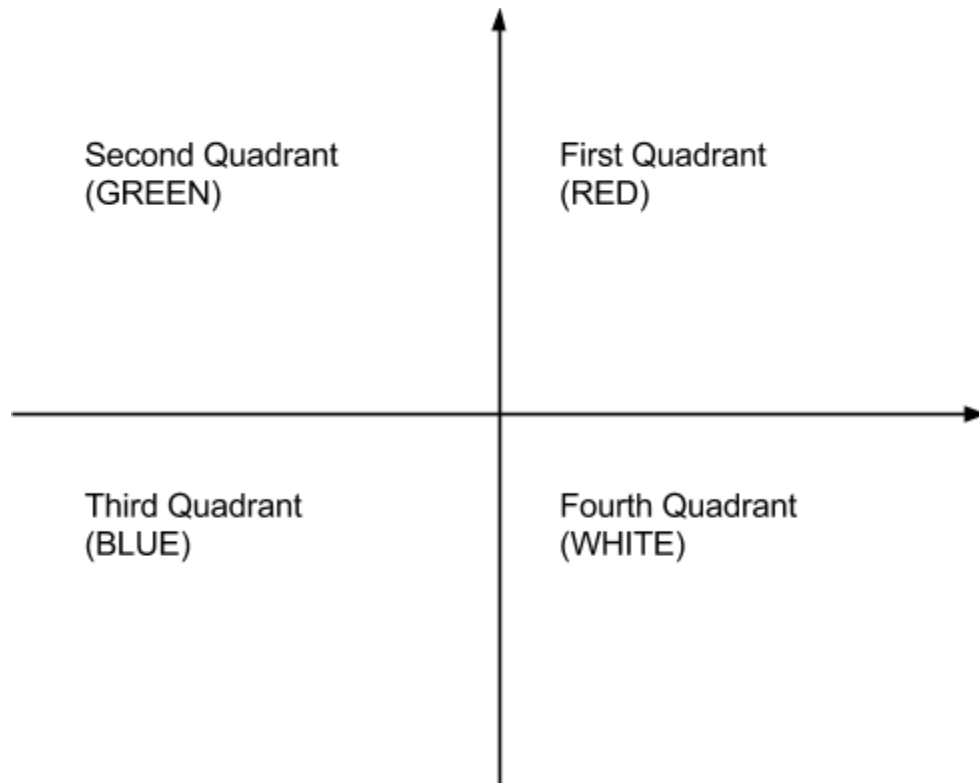 Second Quadrant
(GREEN)
First Quadrant
(RED)
Third Quadrant
(BLUE)
Fourth Quadrant
(WHITE)